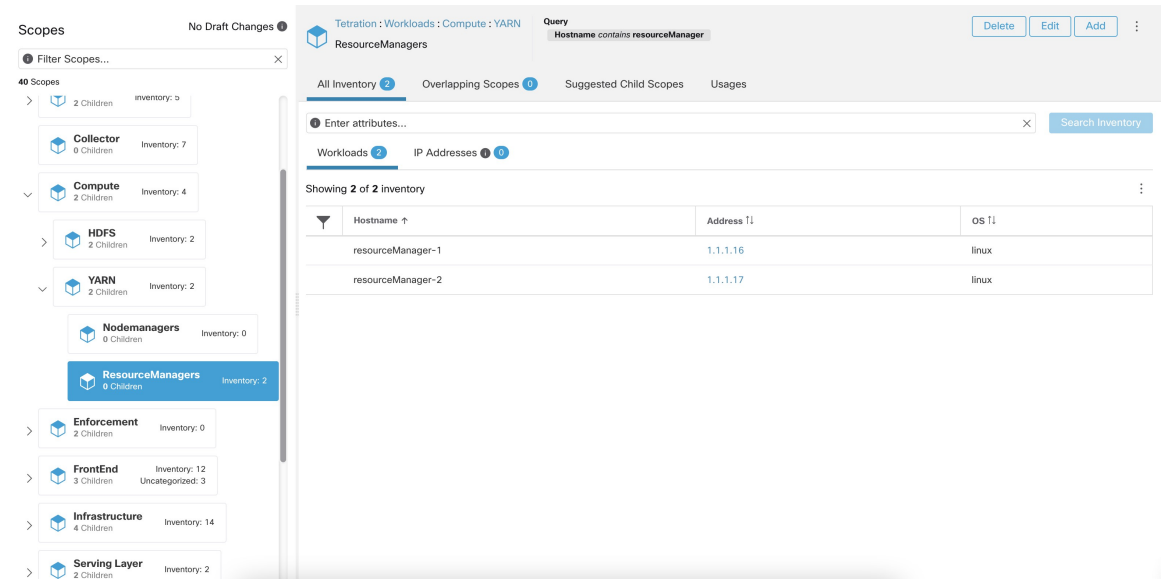 Scopes
No Draft Changes
Filter Scopes...
40 Scopes
2 Children
Inventory: 5
Collector
0 Children
Inventory: 7
Compute
2 Children
Inventory: 4
HDFS
2 Children
Inventory: 2
YARN
2 Children
Inventory: 2
Nodemanagers
0 Children
Inventory: 0
ResourceManagers
0 Children
Inventory: 2
Enforcement
2 Children
Inventory: 0
FrontEnd
3 Children
Inventory: 12
Uncategorized: 3
Infrastructure
4 Children
Inventory: 14
Serving Layer
2 Children
Inventory: 2
Tetration : Workloads : Compute : YARN
ResourceManagers
Query
Hostname contains resourceManager
Delete
Edit
Add
All Inventory 2
Overlapping Scopes 0
Suggested Child Scopes
Usages
Enter attributes...
Search Inventory
Workloads 2
IP Addresses 0
Showing 2 of 2 inventory
Hostname ↑ Address ↑↓ OS ↑↓
resourceManager-1 1.1.1.16 linux
resourceManager-2 1.1.1.17 linux